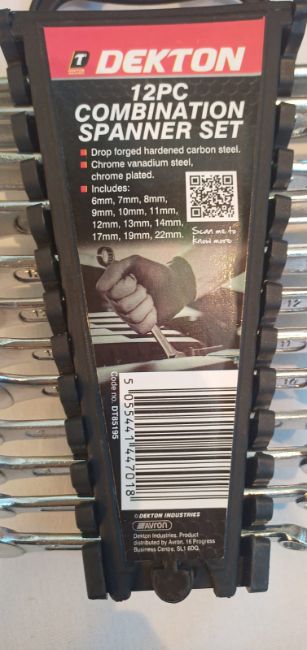 DEKTON
12PC
COMBINATION
SPANNER SET
Drop forged hardened carbon steel.
Chrome vanadium steel,
chrome plated.
Includes:
6mm, 7mm, 8mm,
9mm, 10mm, 11mm,
12mm, 13mm, 14mm,
17mm, 19mm, 22mm.
Scan me to
know more
Code no. DT85195
5 055441 447018
©DEKTON INDUSTRIES
AVRON
Dekton Industries. Product
distributed by Avron, 16 Progress
Business Centre, SL1 6DQ.